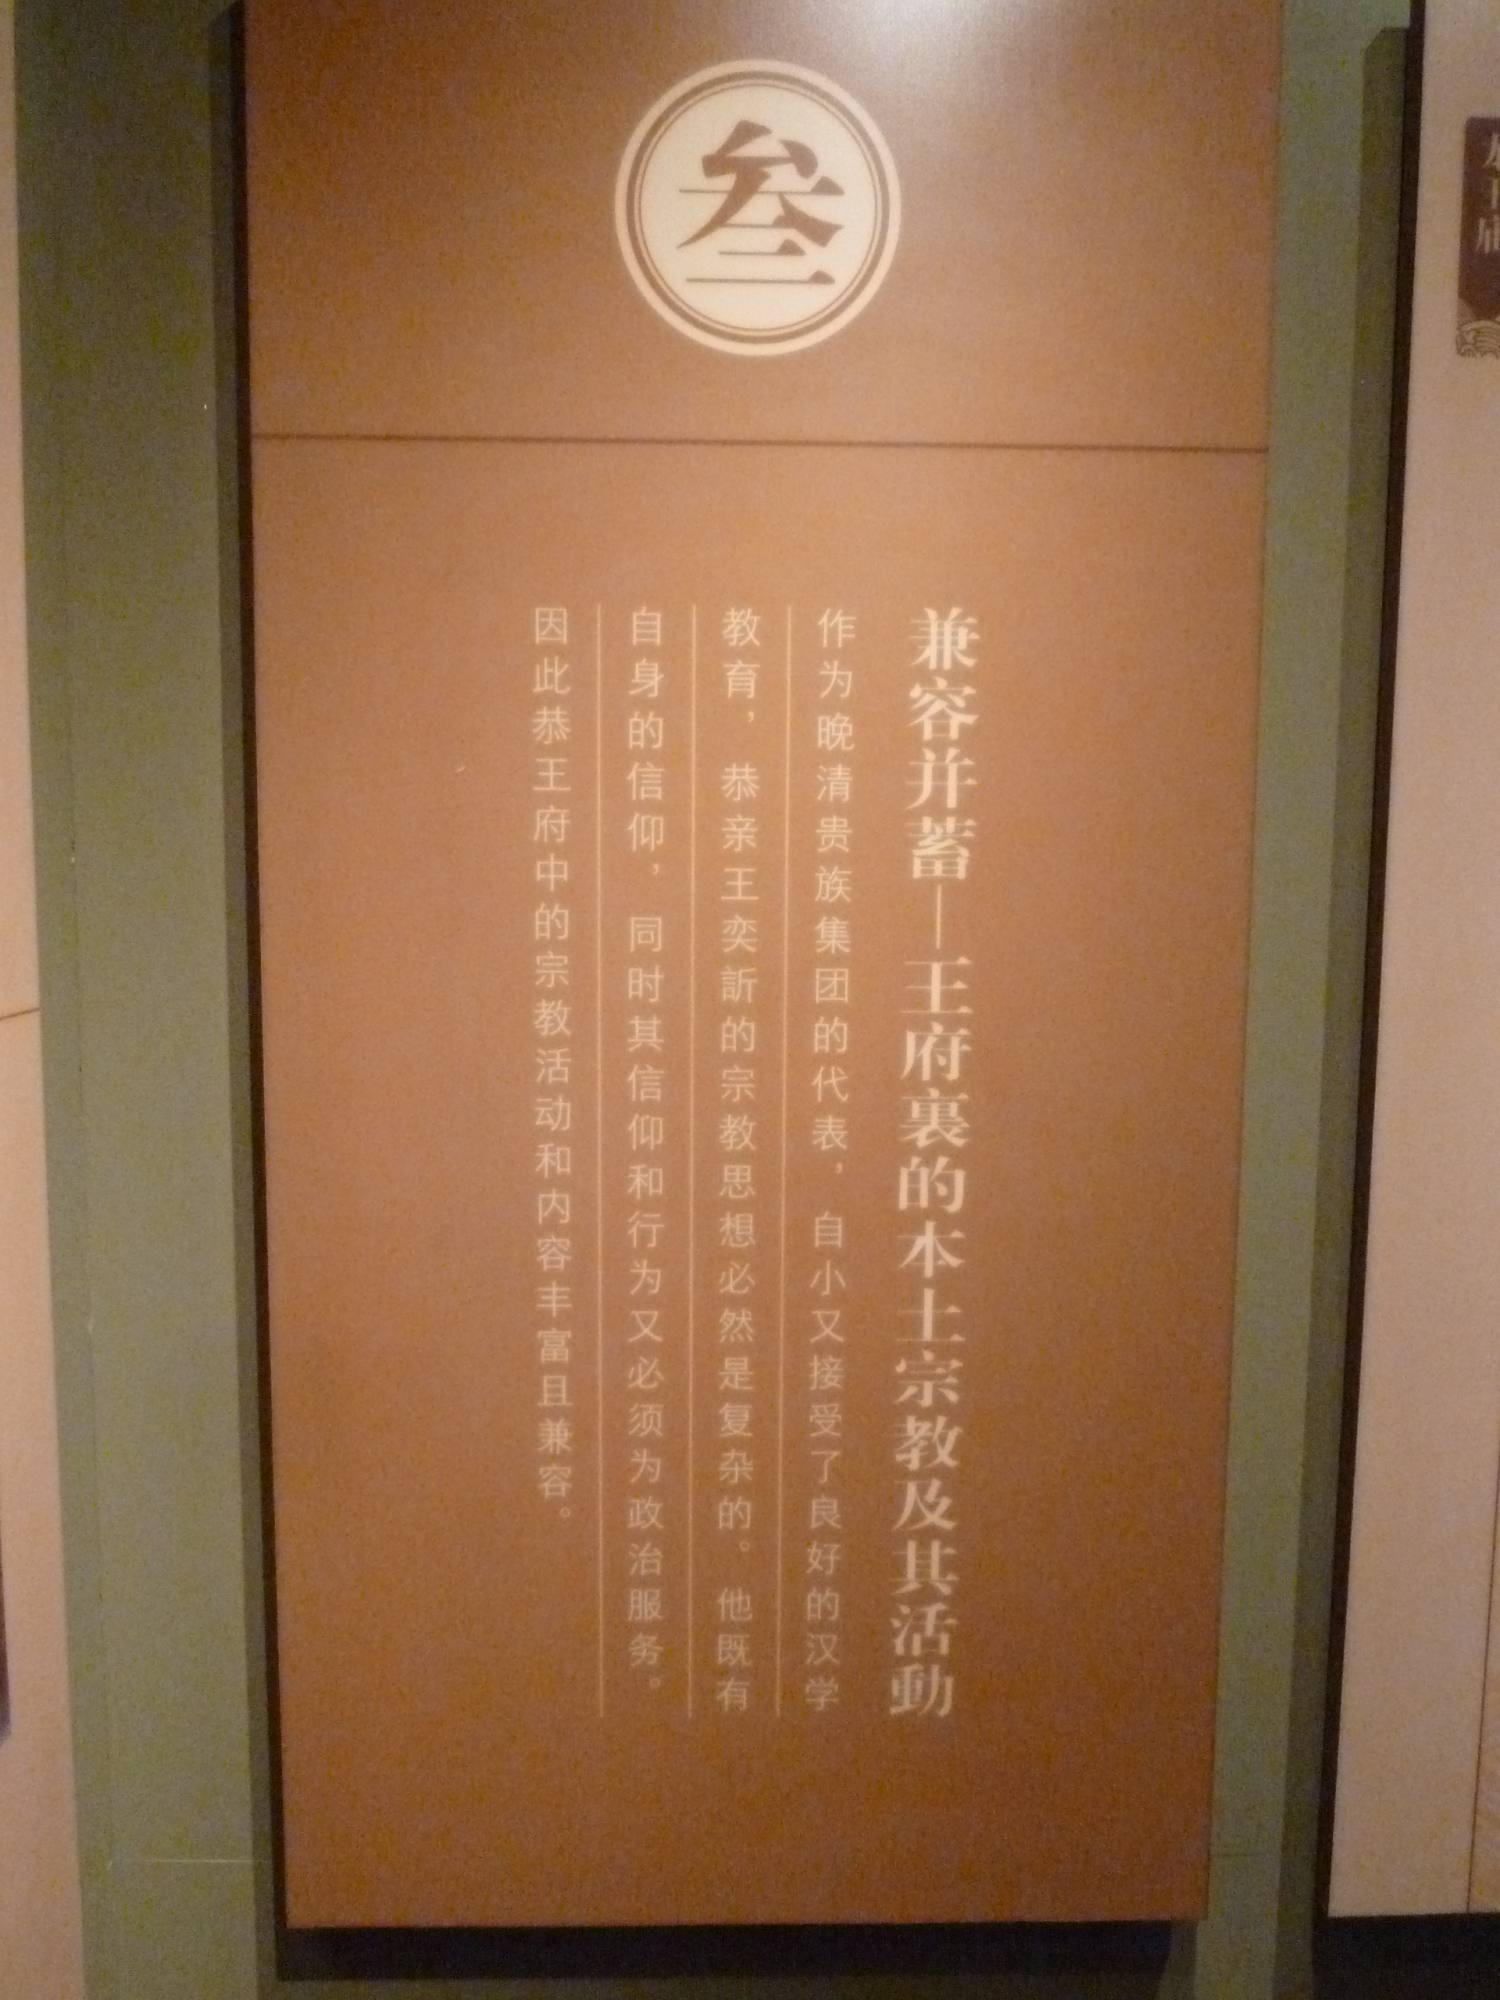 叁
兼容并蓄—王府裏的本土宗教及其活動
作为晚清贵族集团的代表，自小又接受了良好的汉学
教育，恭亲王奕訢的宗教思想必然是复杂的。他既有
自身的信仰，同时其信仰和行为又必须为政治服务。
因此恭王府中的宗教活动和内容丰富且兼容。